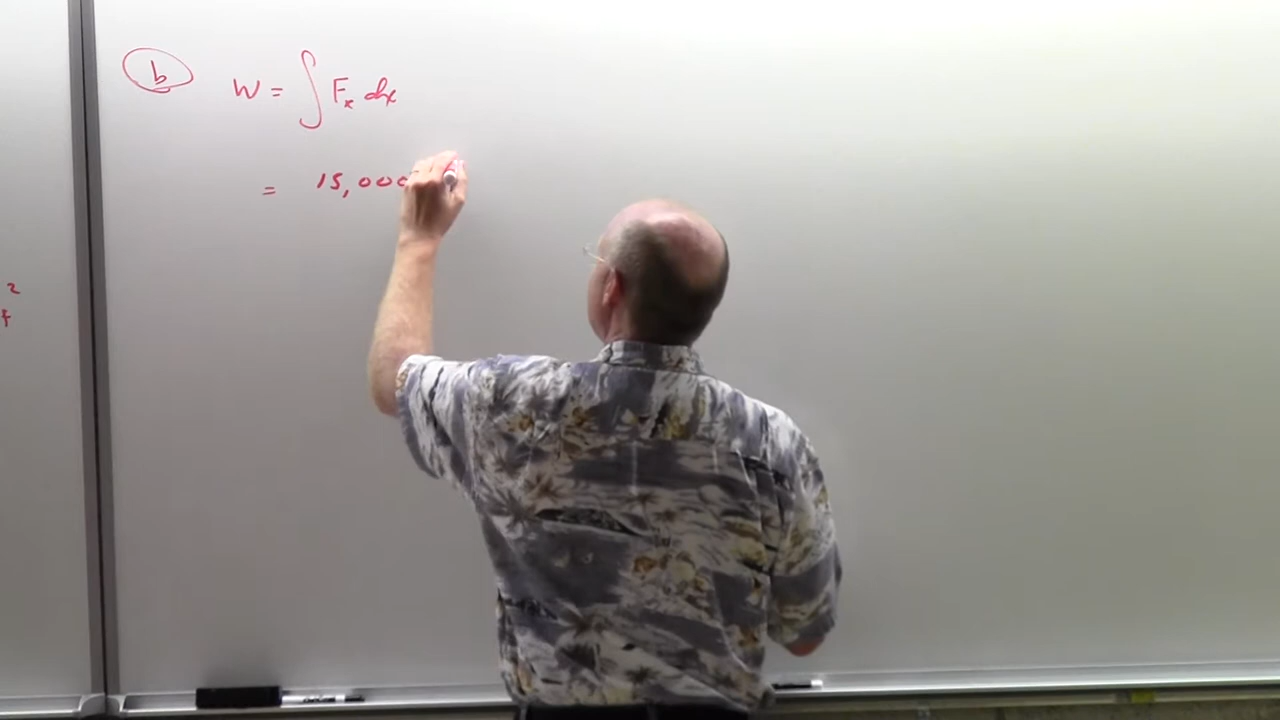 b W = ∫ Fx dx
= 15,000